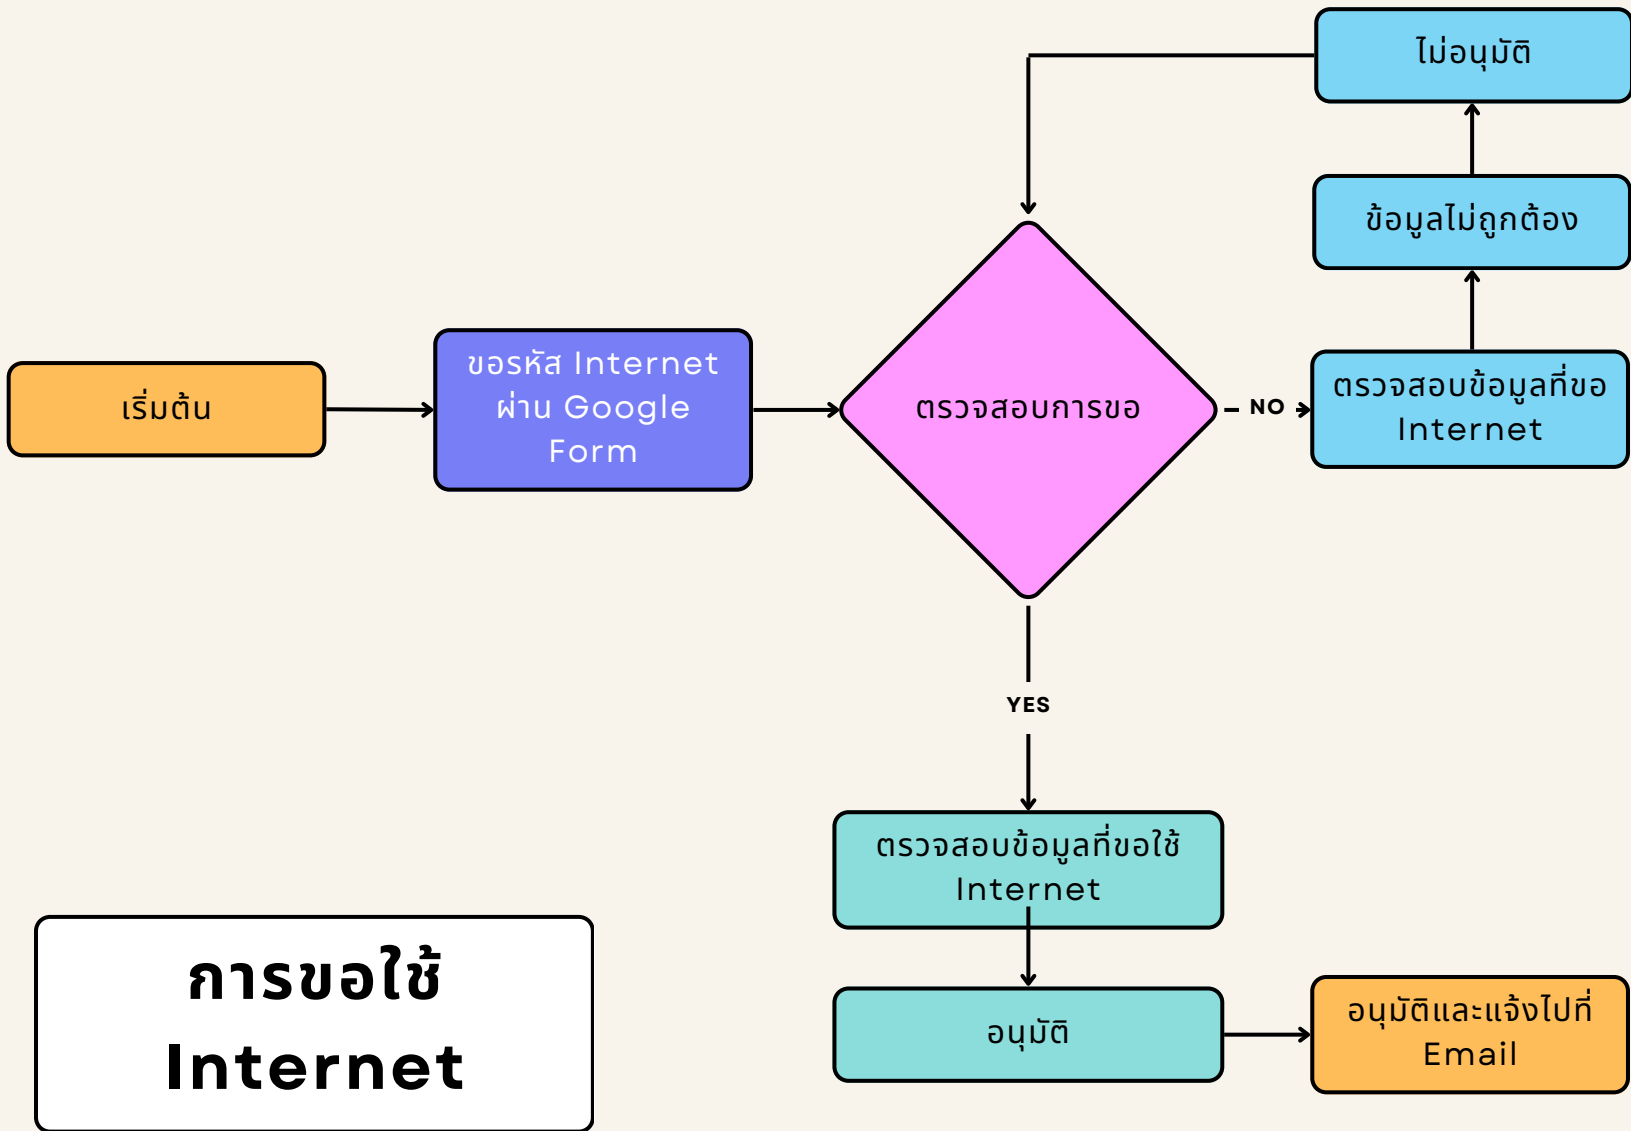 ไม่อนุมัติ
ข้อมูลไม่ถูกต้อง
เริ่มต้น
ขอรหัส Internet
ผ่าน Google
Form
ตรวจสอบการขอ
NO
ตรวจสอบข้อมูลที่ขอ
Internet
YES
ตรวจสอบข้อมูลที่ขอใช้
Internet
อนุมัติ
อนุมัติและแจ้งไปที่
Email
การขอใช้
Internet